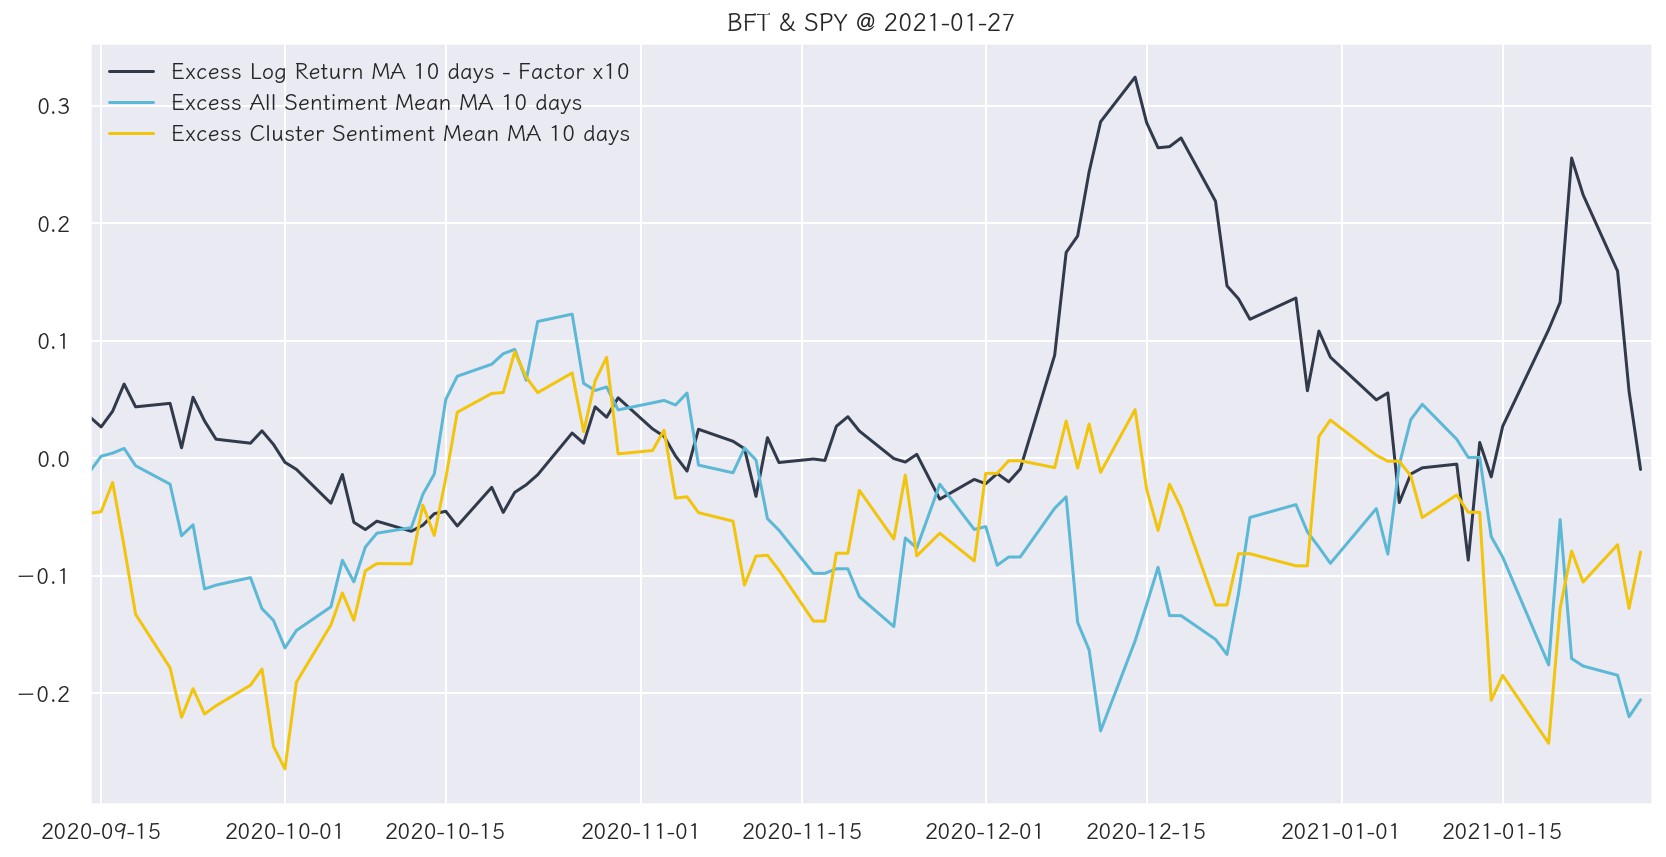 BFT & SPY @ 2021-01-27
Excess Log Return MA 10 days - Factor x10
Excess All Sentiment Mean MA 10 days
Excess Cluster Sentiment Mean MA 10 days
0.3
0.2
0.1
0.0
−0.1
−0.2
2020-09-15 2020-10-01 2020-10-15 2020-11-01 2020-11-15 2020-12-01 2020-12-15 2021-01-01 2021-01-15